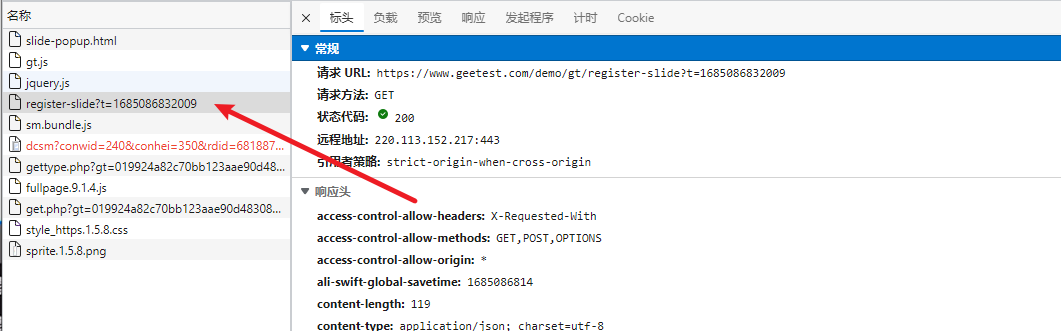 名称
slide-popup.html
gt.js
jquery.js
register-slide?t=1685086832009
sm.bundle.js
dcsm?conwid=240&conhei=350&rdid=681887...
gettype.php?gt=019924a82c70bb123aae90d48...
fullpage.9.1.4.js
get.php?gt=019924a82c70bb123aae90d48308...
style_https.1.5.8.css
sprite.1.5.8.png
标头 负载 预览 响应 发起程序 计时 Cookie
常规
请求 URL: https://www.geetest.com/demo/gt/register-slide?t=1685086832009
请求方法: GET
状态代码: 200
远程地址: 220.113.152.217:443
引用者策略: strict-origin-when-cross-origin
响应头
access-control-allow-headers: X-Requested-With
access-control-allow-methods: GET,POST,OPTIONS
access-control-allow-origin: *
ali-swift-global-savetime: 1685086814
content-length: 119
content-type: application/json; charset=utf-8